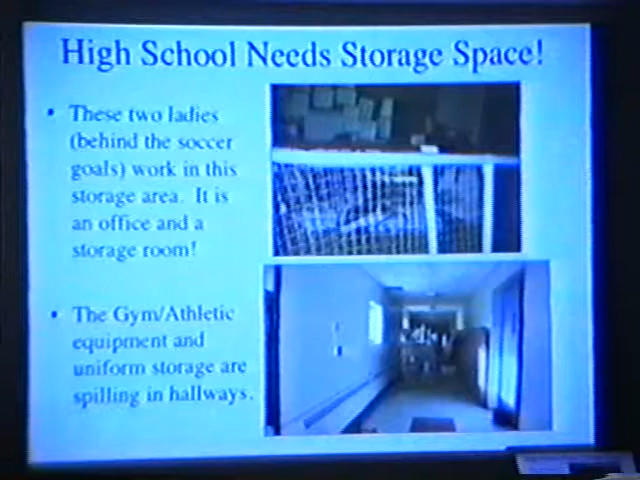 High School Needs Storage Space!
• These two ladies
(behind the soccer
goals) work in this
storage area. It is
an office and a
storage room!
• The Gym/Athletic
equipment and
uniform storage are
spilling in hallways.